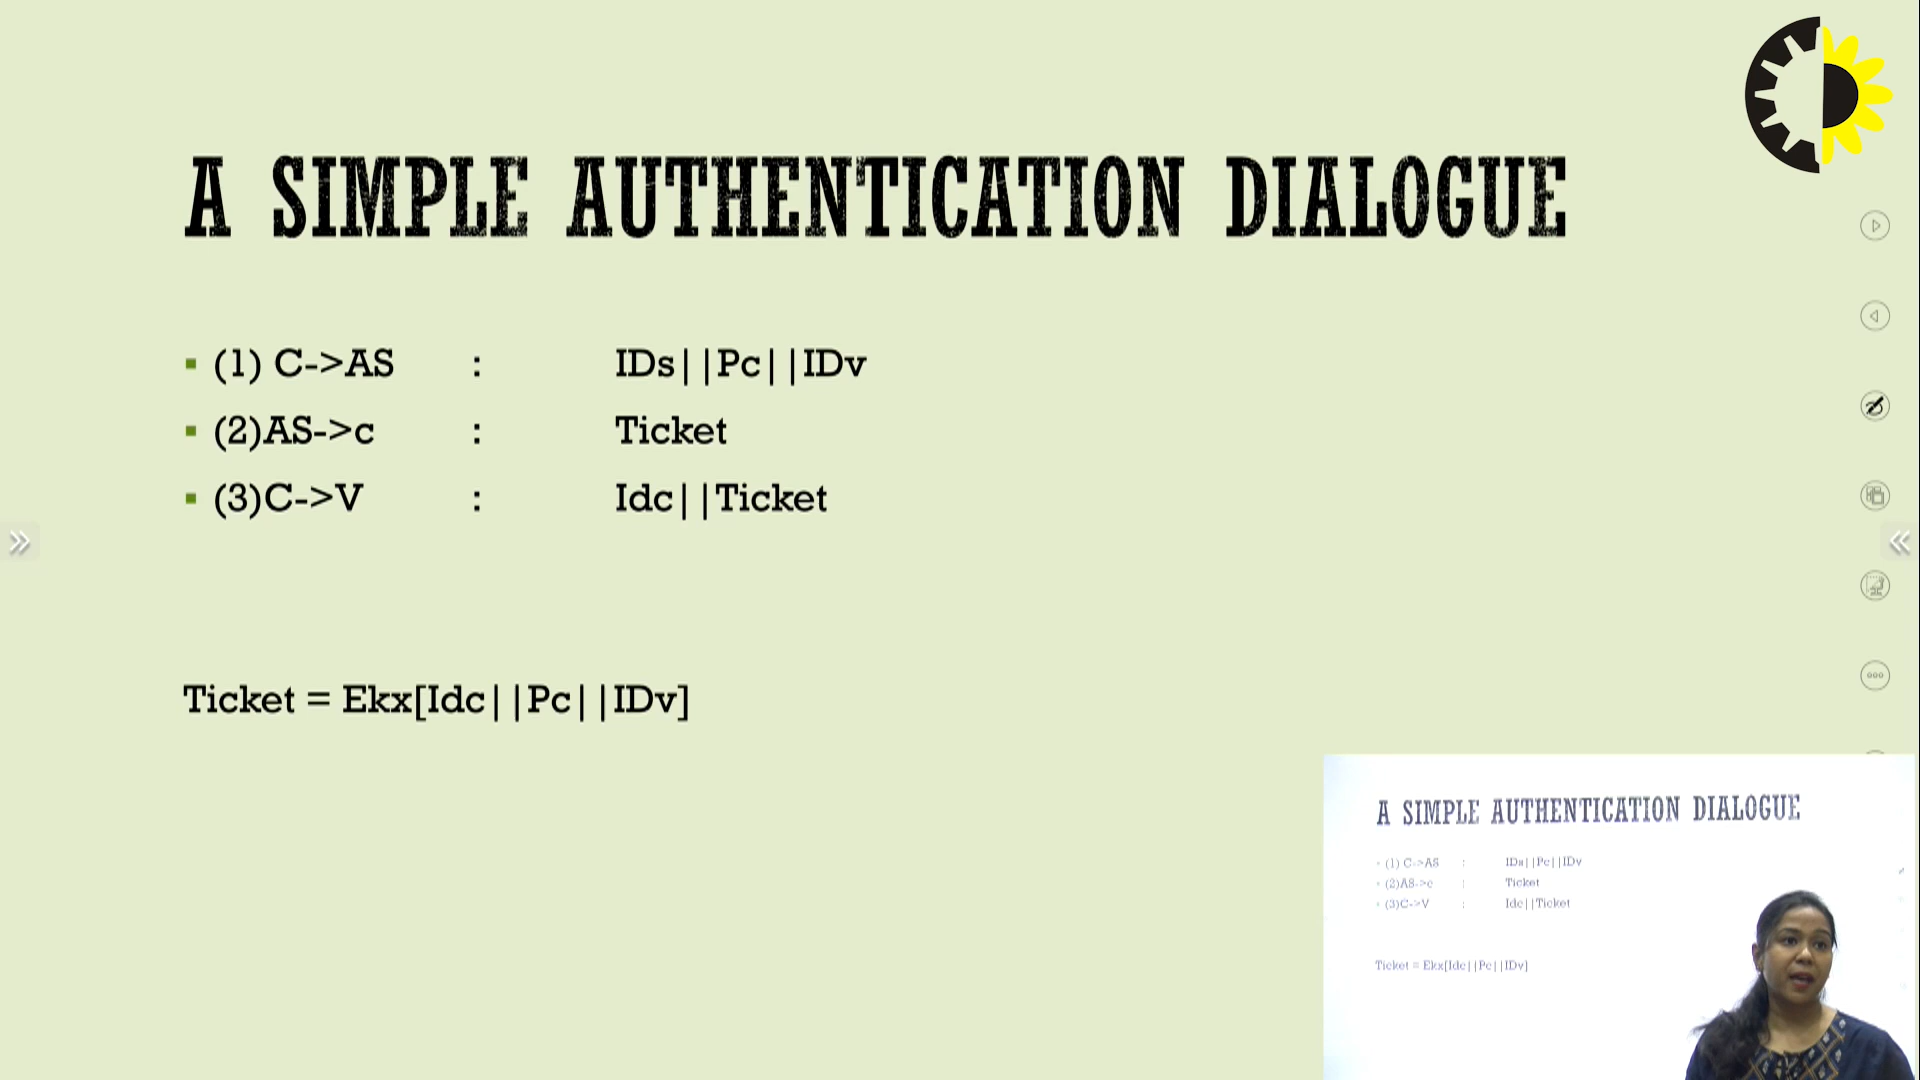 A SIMPLE AUTHENTICATION DIALOGUE
(1) C->AS : IDs||Pc||IDv
(2)AS->c : Ticket
(3)C->V : Idc||Ticket
Ticket = Ekx[Idc||Pc||IDv]
A SIMPLE AUTHENTICATION DIALOGUE
(1) C->AS : IDs||Pc||IDv
(2)AS->c : Ticket
(3)C->V : Idc||Ticket
Ticket = Ekx[Idc||Pc||IDv]